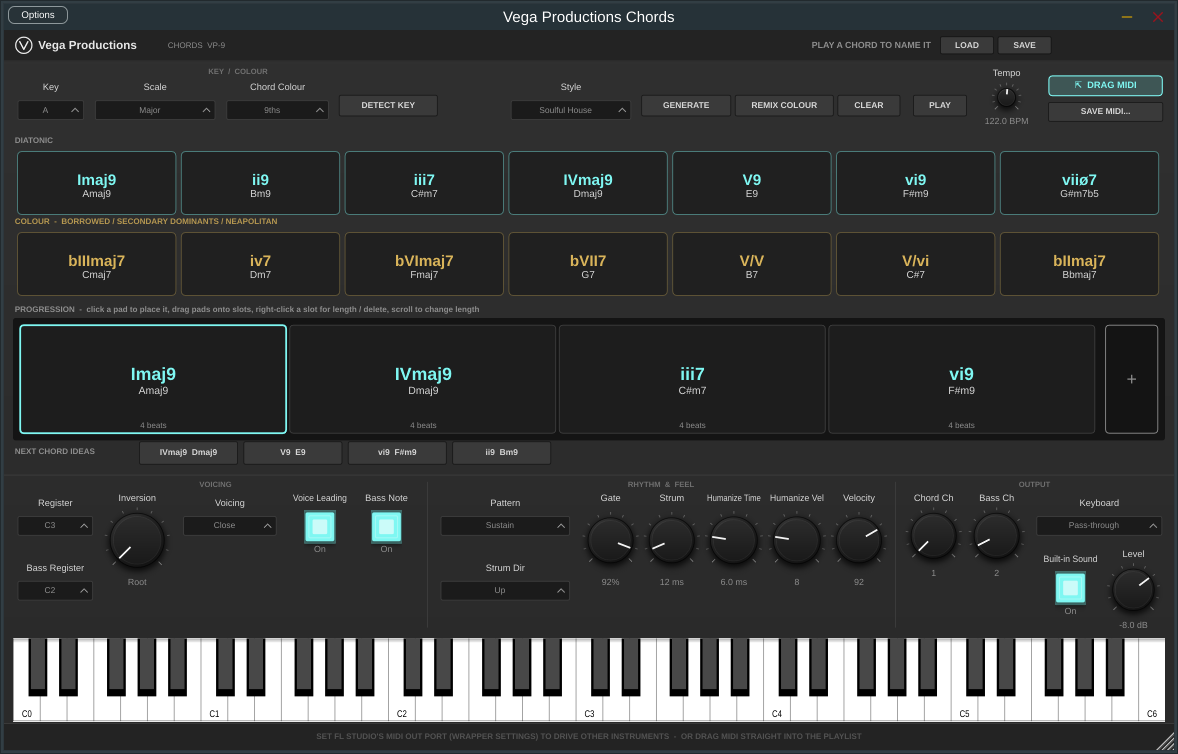 Options
Vega Productions Chords
Vega Productions CHORDS VP-9 PLAY A CHORD TO NAME IT LOAD SAVE
KEY / COLOUR
Key Scale Chord Colour Style Tempo
A Major 9ths DETECT KEY Soulful House GENERATE REMIX COLOUR CLEAR PLAY 122.0 BPM DRAG MIDI
SAVE MIDI...
DIATONIC
Imaj9 ii9 iii7 IVmaj9 V9 vi9 viiø7
Amaj9 Bm9 C#m7 Dmaj9 E9 F#m9 G#m7b5
COLOUR - BORROWED / SECONDARY DOMINANTS / NEAPOLITAN
bIIImaj7 iv7 bVImaj7 bVII7 V/V V/vi bIImaj7
Cmaj7 Dm7 Fmaj7 G7 B7 C#7 Bbmaj7
PROGRESSION - click a pad to place it, drag pads onto slots, right-click a slot for length / delete, scroll to change length
Imaj9 IVmaj9 iii7 vi9
Amaj9 Dmaj9 C#m7 F#m9 +
4 beats 4 beats 4 beats 4 beats
NEXT CHORD IDEAS IVmaj9 Dmaj9 V9 E9 vi9 F#m9 ii9 Bm9
VOICING RHYTHM & FEEL OUTPUT
Register Inversion Voicing Voice Leading Bass Note Pattern Gate Strum Humanize Time Humanize Vel Velocity Chord Ch Bass Ch Keyboard
C3 Close On On Sustain Pass-through
Bass Register Root Strum Dir 92% 12 ms 6.0 ms 8 92 1 2 Built-in Sound Level
C2 Up On -8.0 dB
C0 C1 C2 C3 C4 C5 C6
SET FL STUDIO'S MIDI OUT PORT (WRAPPER SETTINGS) TO DRIVE OTHER INSTRUMENTS - OR DRAG MIDI STRAIGHT INTO THE PLAYLIST